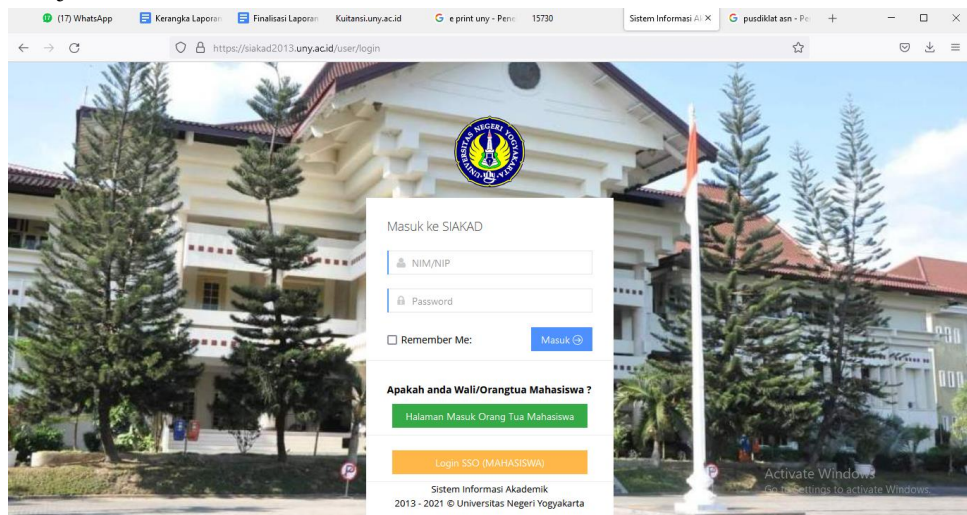 (17) WhatsApp
Kerangka Laporan
Finalisasi Laporan
Kuitansi.uny.ac.id
e print uny - Pene
15730
Sistem Informasi Ak
pusdiklat asn - Pe
https://siakad2013.uny.ac.id/user/login
UNIVERSITAS NEGERI YOGYAKARTA
Masuk ke SIAKAD
NIM/NIP
Password
Remember Me:
Masuk
Apakah anda Wali/Orangtua Mahasiswa ?
Halaman Masuk Orang Tua Mahasiswa
Login SSO (MAHASISWA)
Sistem Informasi Akademik
2013 - 2021 © Universitas Negeri Yogyakarta
Activate Windows
Go to Settings to activate Windows.